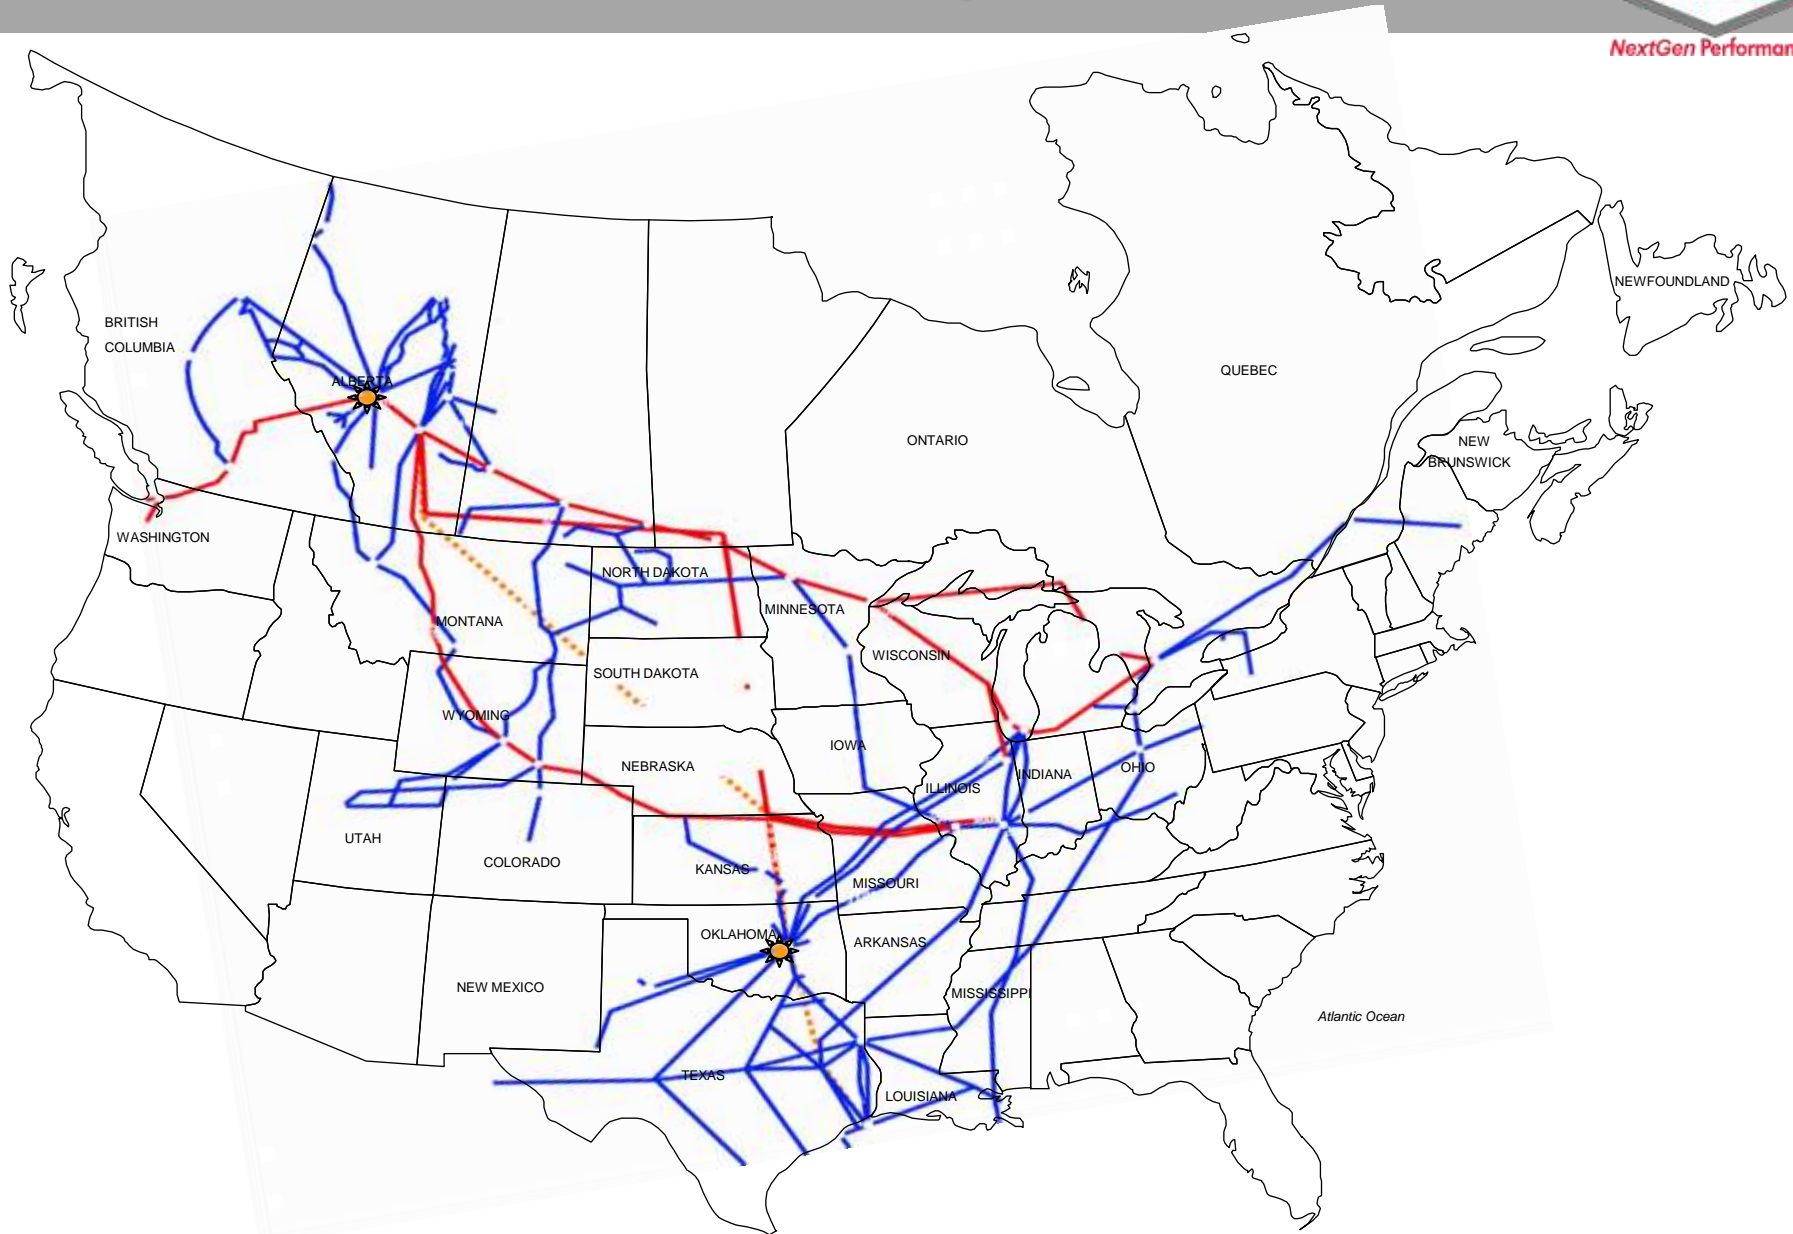 NextGen Performan
NEWFOUNDLAND
BRITISH
COLUMBIA
QUEBEC
ALBERTA
ONTARIO
NEW
BRUNSWICK
WASHINGTON
NORTH DAKOTA
MINNESOTA
MONTANA
WISCONSIN
SOUTH DAKOTA
WYOMING
IOWA
NEBRASKA
OHIO
INDIANA
ILLINOIS
UTAH
COLORADO
KANSAS
MISSOURI
OKLAHOMA
ARKANSAS
NEW MEXICO
MISSISSIPPI
Atlantic Ocean
TEXAS
LOUISIANA